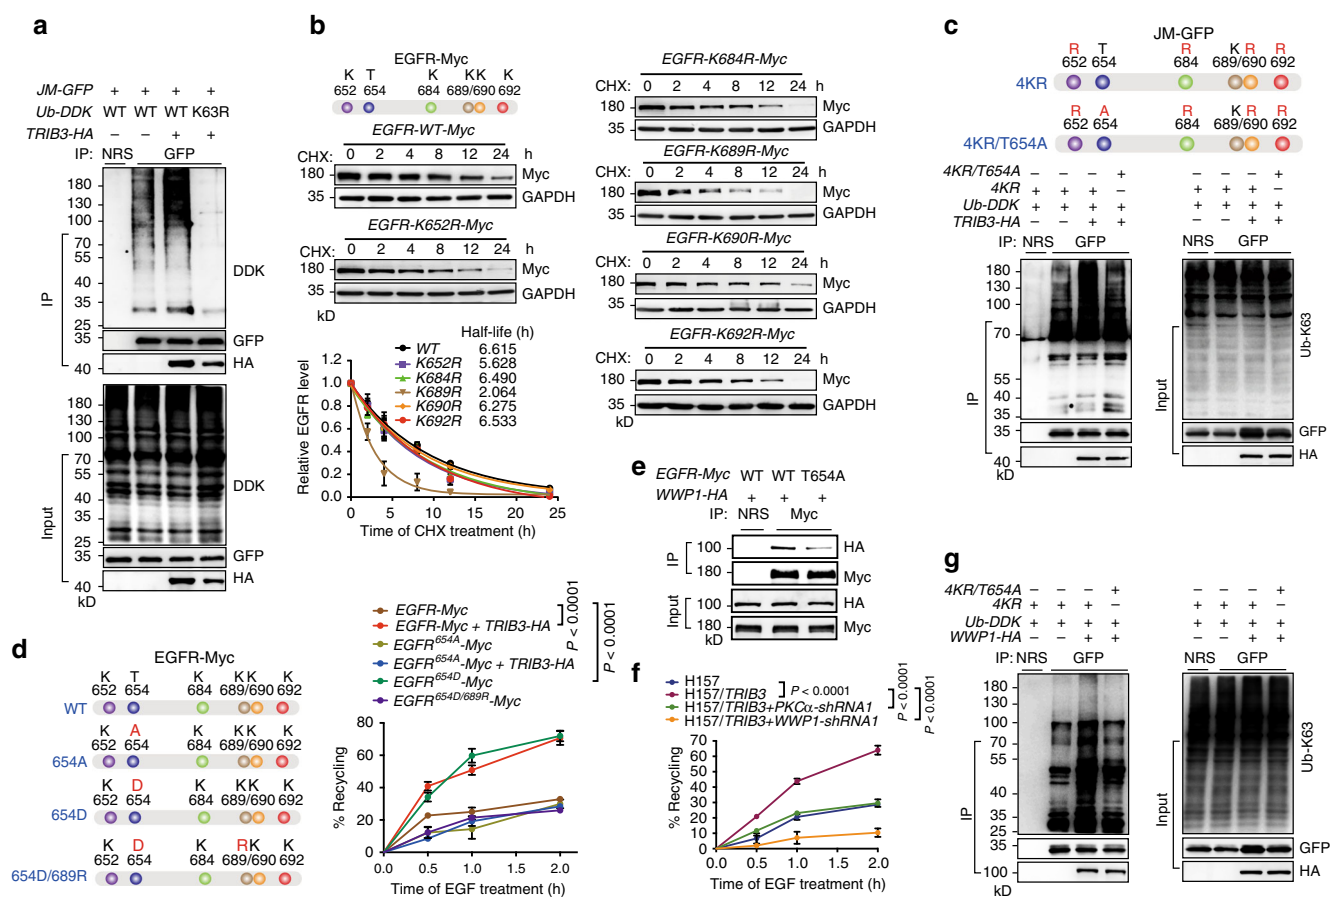 a
JM-GFP + + + +
Ub-DDK WT WT WT K63R
TRIB3-HA – – + +
IP: NRS GFP
180
130
100
70
55
40
35
25
DDK
35
GFP
40
HA
IP
180
130
100
70
55
40
35
25
DDK
35
GFP
40
HA
Input
kD
b
EGFR-Myc
K T K K K K
652 654 684 689/690 692
EGFR-WT-Myc
CHX: 0 2 4 8 12 24 h
180 Myc
35 GAPDH
EGFR-K652R-Myc
CHX: 0 2 4 8 12 24 h
180 Myc
35 GAPDH
kD
EGFR-K684R-Myc
CHX: 0 2 4 8 12 24 h
180 Myc
35 GAPDH
EGFR-K689R-Myc
CHX: 0 2 4 8 12 24 h
180 Myc
35 GAPDH
EGFR-K690R-Myc
CHX: 0 2 4 8 12 24 h
180 Myc
35 GAPDH
EGFR-K692R-Myc
CHX: 0 2 4 8 12 24 h
180 Myc
35 GAPDH
kD
Half-life (h)
WT 6.615
K652R 5.628
K684R 6.490
K689R 2.064
K690R 6.275
K692R 6.533
Relative EGFR level
1.2
1.0
0.8
0.6
0.4
0.2
0.0
0 5 10 15 20 25
Time of CHX treatment (h)
c
JM-GFP
R T R K R R
652 654 684 689/690 692
4KR
R A R K R R
652 654 684 689/690 692
4KR/T654A
4KR/T654A – – – + – – – +
4KR + + + – + + + –
Ub-DDK + + + + + + + +
TRIB3-HA – – + + – – + +
IP: NRS GFP NRS GFP
180
130
100
70
55
40
35
40
kD
IP
Input
Ub-K63
GFP
HA
d
EGFR-Myc
K T K K K K
652 654 684 689/690 692
WT
K A K K K K
652 654 684 689/690 692
654A
K D K K K K
652 654 684 689/690 692
654D
K D K R K K
652 654 684 689/690 692
654D/689R
EGFR-Myc
EGFR-Myc + TRIB3-HA
EGFR654A-Myc
EGFR654A-Myc + TRIB3-HA
EGFR654D-Myc
EGFR654D/689R-Myc
P < 0.0001
P < 0.0001
% Recycling
80
60
40
20
0
0.0 0.5 1.0 1.5 2.0
Time of EGF treatment (h)
e
EGFR-Myc WT WT T654A
WWP1-HA + + +
IP: NRS Myc
IP
100 HA
180 Myc
Input
100 HA
180 Myc
kD
f
H157
H157/TRIB3
H157/TRIB3+PKCα-shRNA1
H157/TRIB3+WWP1-shRNA1
P < 0.0001
P < 0.0001
P < 0.0001
% Recycling
70
60
50
40
30
20
10
0
0.0 0.5 1.0 1.5 2.0
Time of EGF treatment (h)
g
4KR/T654A – – – + – – – +
4KR + + + – + + + –
Ub-DDK + + + + + + + +
WWP1-HA – – + + – – + +
IP: NRS GFP NRS GFP
180
130
100
70
55
40
35
25
35
100
kD
IP
Input
Ub-K63
GFP
HA